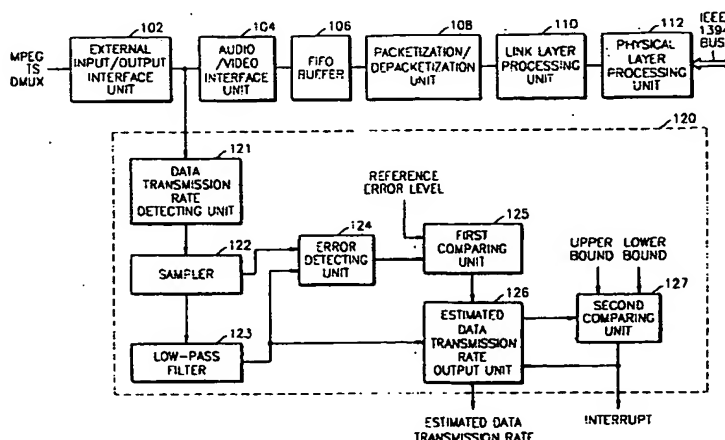 102
104
106
108
110
112
IEEE
1394
BUS
MPEG
TS
DMUX
EXTERNAL
INPUT/OUTPUT
INTERFACE
UNIT
AUDIO
/VIDEO
INTERFACE
UNIT
FIFO
BUFFER
PACKETIZATION/
DEPACKETIZATION
UNIT
LINK LAYER
PROCESSING
UNIT
PHYSICAL
LAYER
PROCESSING
UNIT
120
121
DATA
TRANSMISSION
RATE
DETECTING UNIT
REFERENCE
ERROR LEVEL
122
SAMPLER
124
ERROR
DETECTING
UNIT
125
FIRST
COMPARING
UNIT
UPPER
BOUND
LOWER
BOUND
127
SECOND
COMPARING
UNIT
123
LOW-PASS
FILTER
126
ESTIMATED
DATA
TRANSMISSION
RATE
OUTPUT UNIT
ESTIMATED DATA
TRANSMISSION RATE
INTERRUPT